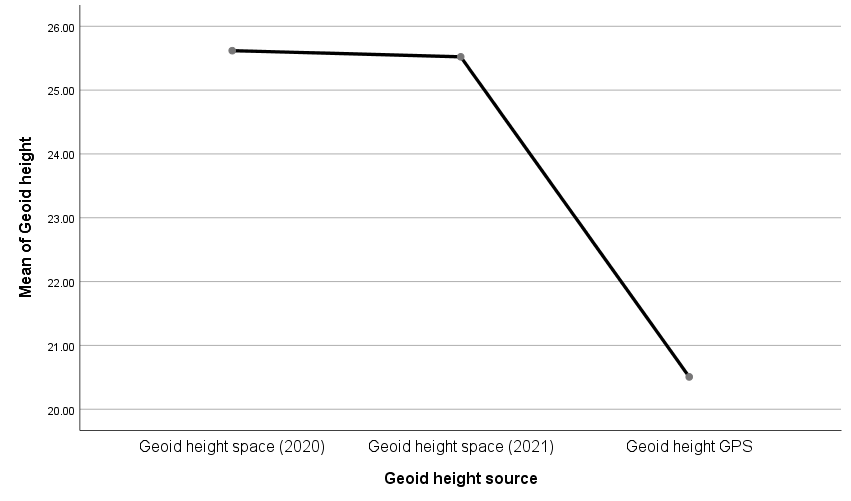 26.00
25.00
24.00
23.00
22.00
21.00
20.00
Mean of Geoid height
Geoid height space (2020)
Geoid height space (2021)
Geoid height GPS
Geoid height source